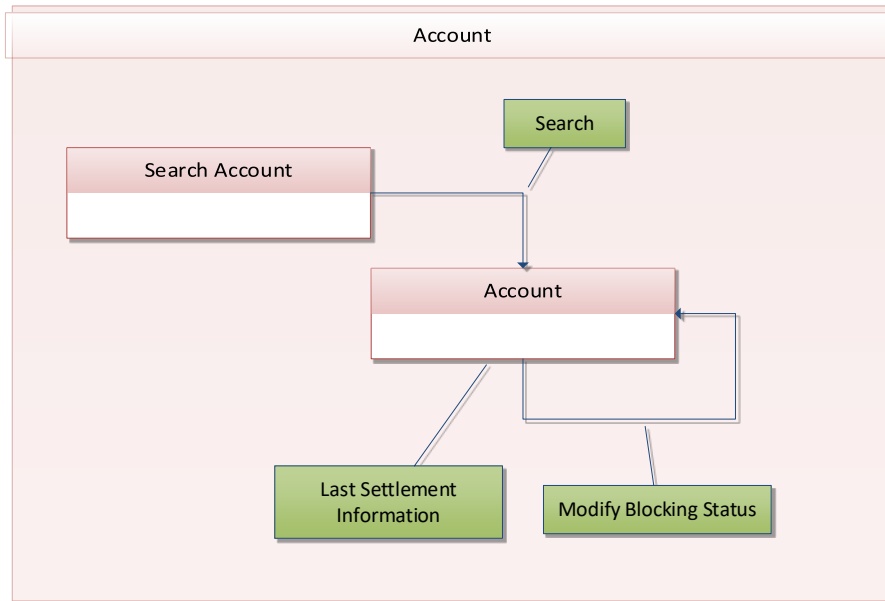 Account
Search
Search Account
Account
Last Settlement
Information
Modify Blocking Status